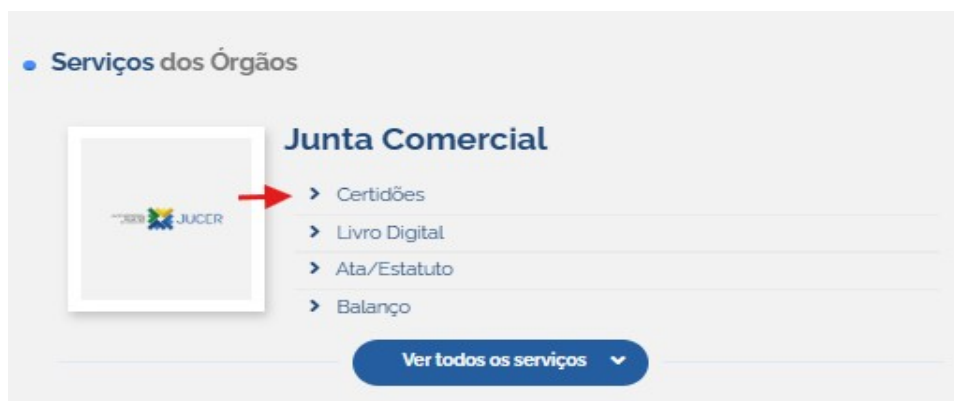 Serviços dos Órgãos
Junta Comercial
Certidões
JUCER
Livro Digital
Ata/Estatuto
Balanço
Ver todos os serviços